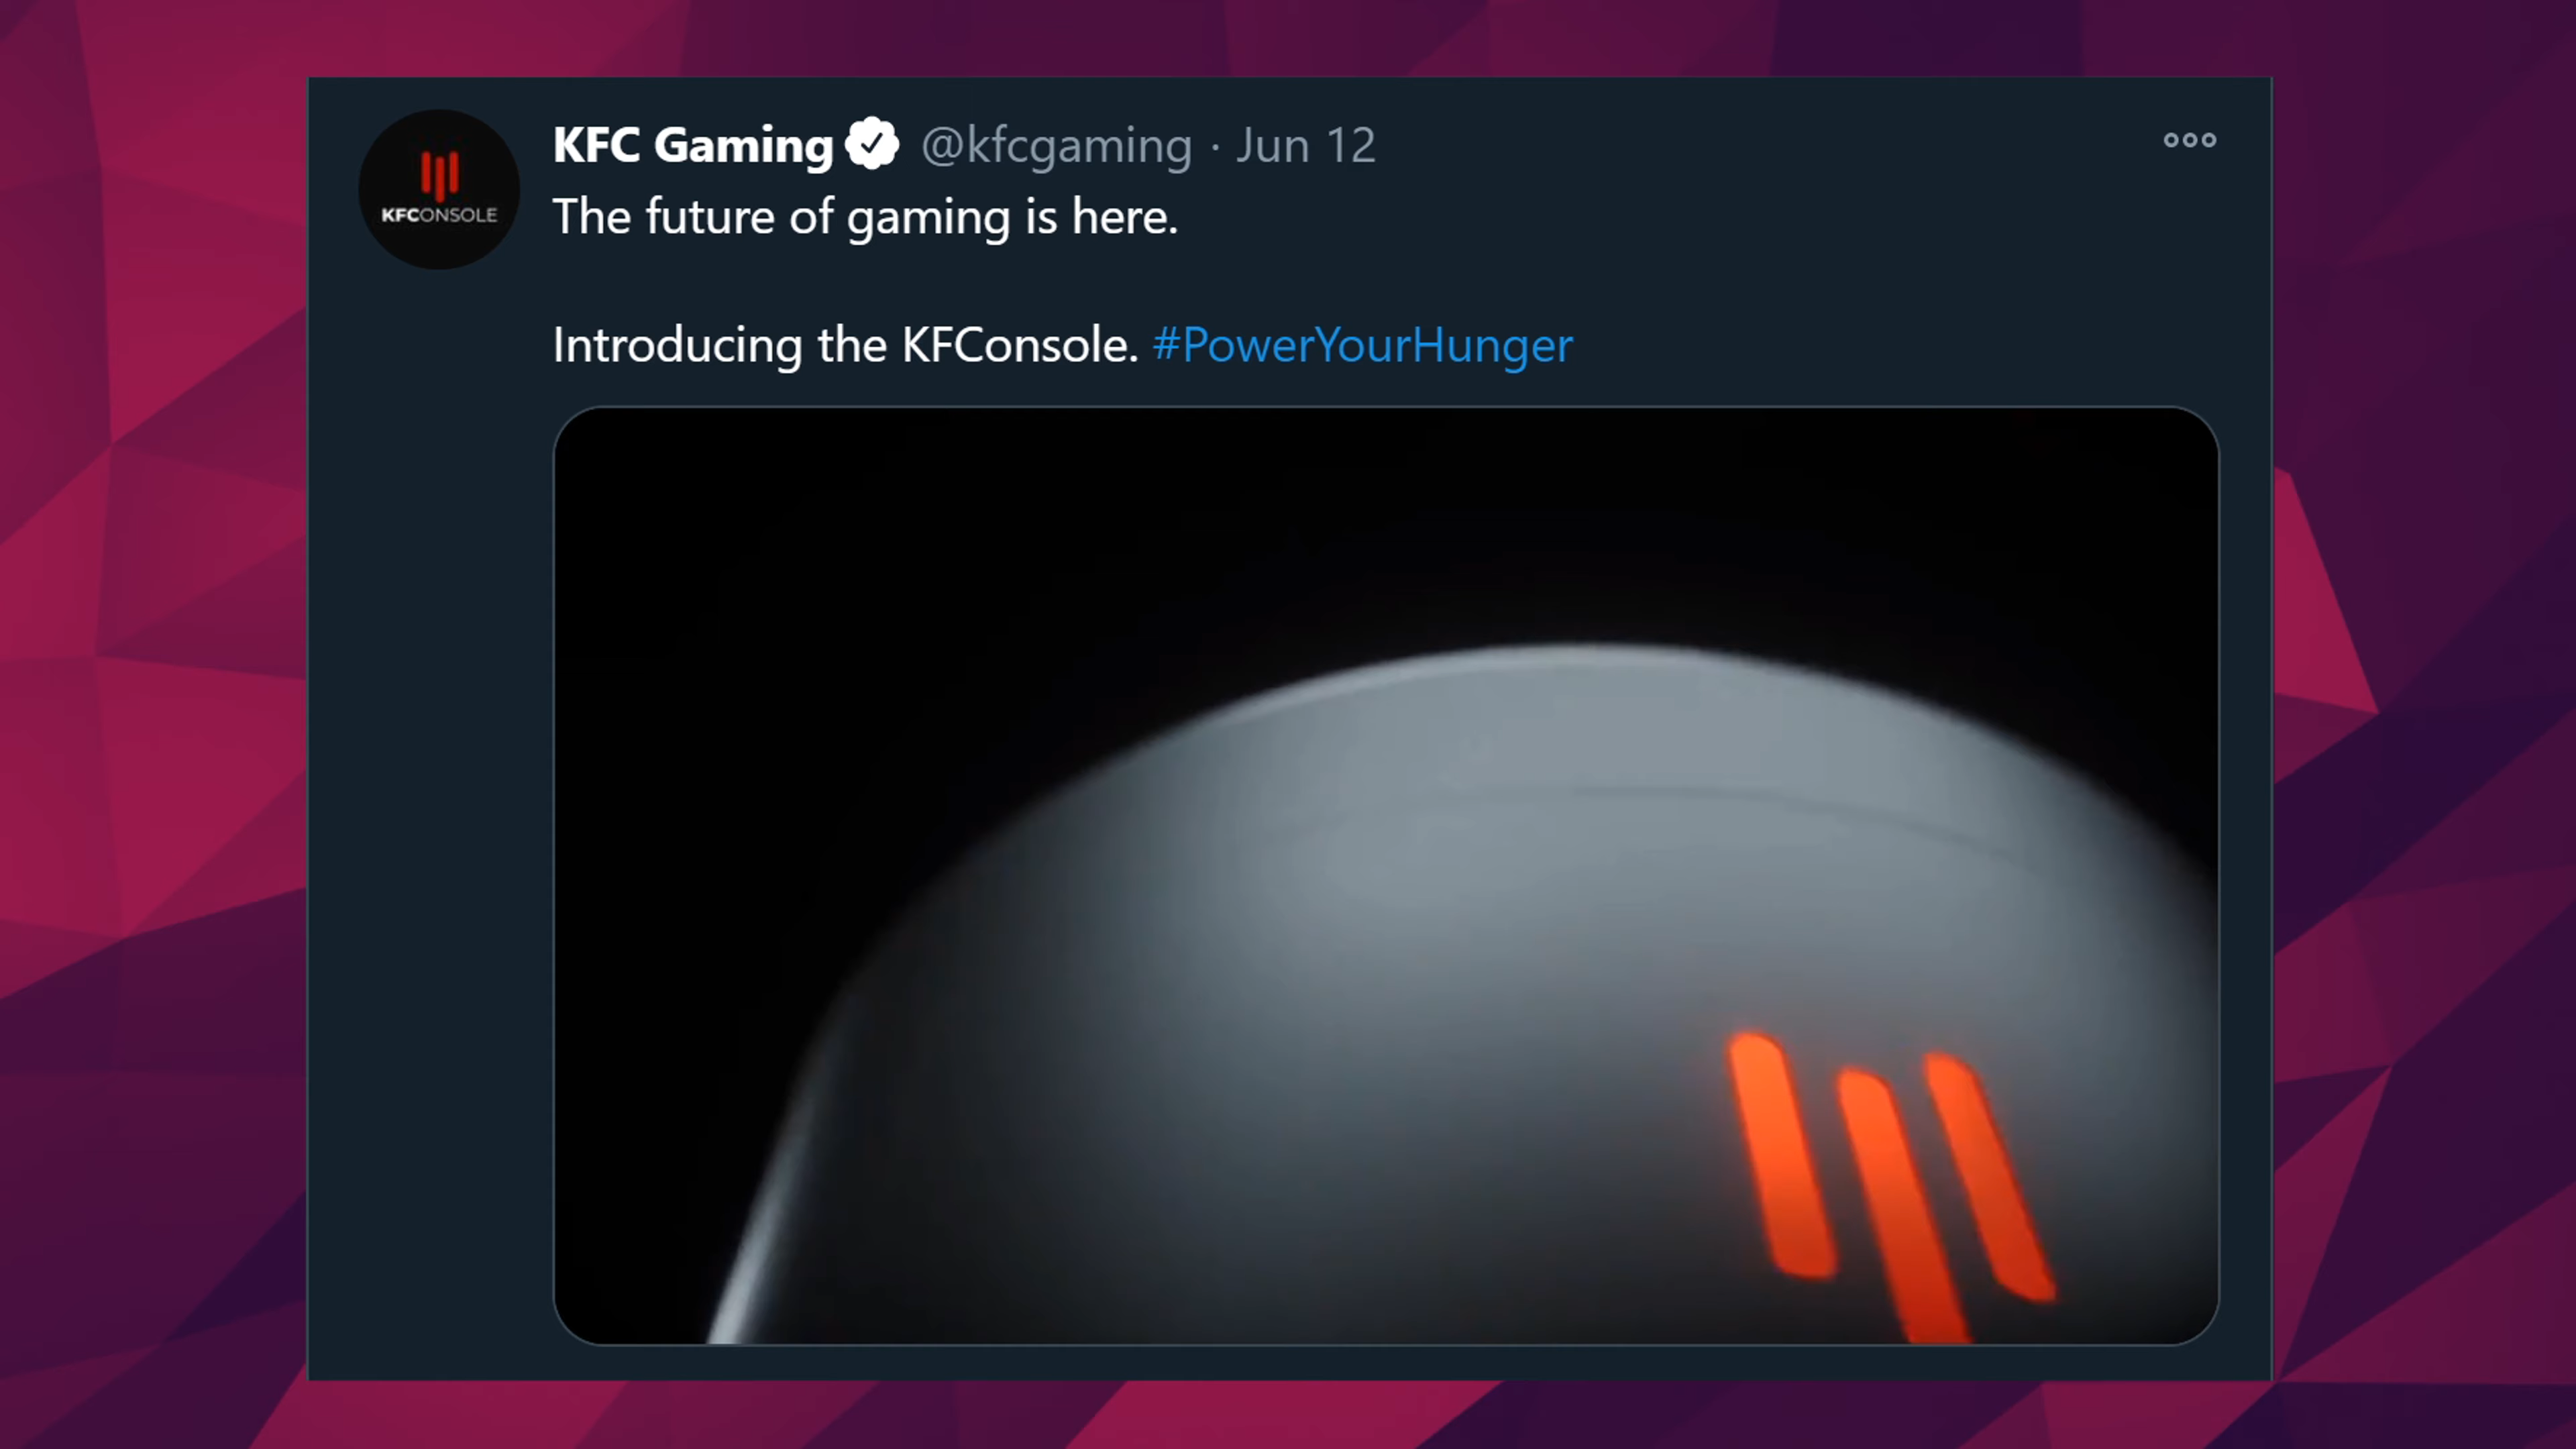 KFC Gaming @kfcgaming · Jun 12
KFCONSOLE
The future of gaming is here.
Introducing the KFConsole. #PowerYourHunger